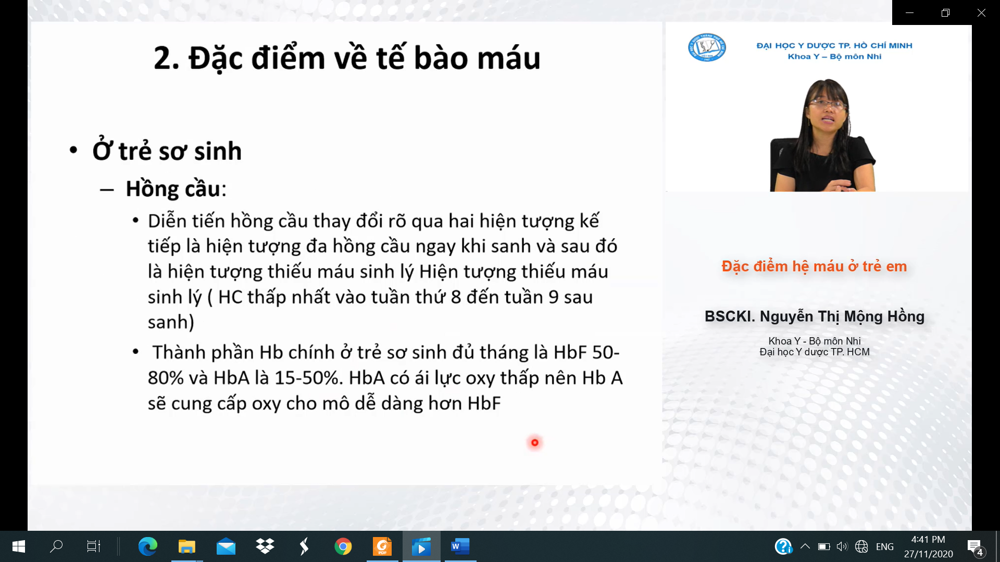 2. Đặc điểm về tế bào máu
• Ở trẻ sơ sinh
– Hồng cầu:
• Diễn tiến hồng cầu thay đổi rõ qua hai hiện tượng kế
tiếp là hiện tượng đa hồng cầu ngay khi sanh và sau đó
là hiện tượng thiếu máu sinh lý Hiện tượng thiếu máu
sinh lý ( HC thấp nhất vào tuần thứ 8 đến tuần 9 sau
sanh)
• Thành phần Hb chính ở trẻ sơ sinh đủ tháng là HbF 50-
80% và HbA là 15-50%. HbA có ái lực oxy thấp nên Hb A
sẽ cung cấp oxy cho mô dễ dàng hơn HbF
ĐẠI HỌC Y DƯỢC TP. HỒ CHÍ MINH
Khoa Y – Bộ môn Nhi
Đặc điểm hệ máu ở trẻ em
BSCKI. Nguyễn Thị Mộng Hồng
Khoa Y - Bộ môn Nhi
Đại học Y dược TP. HCM
PDF
W
ENG
4:41 PM
27/11/2020
4